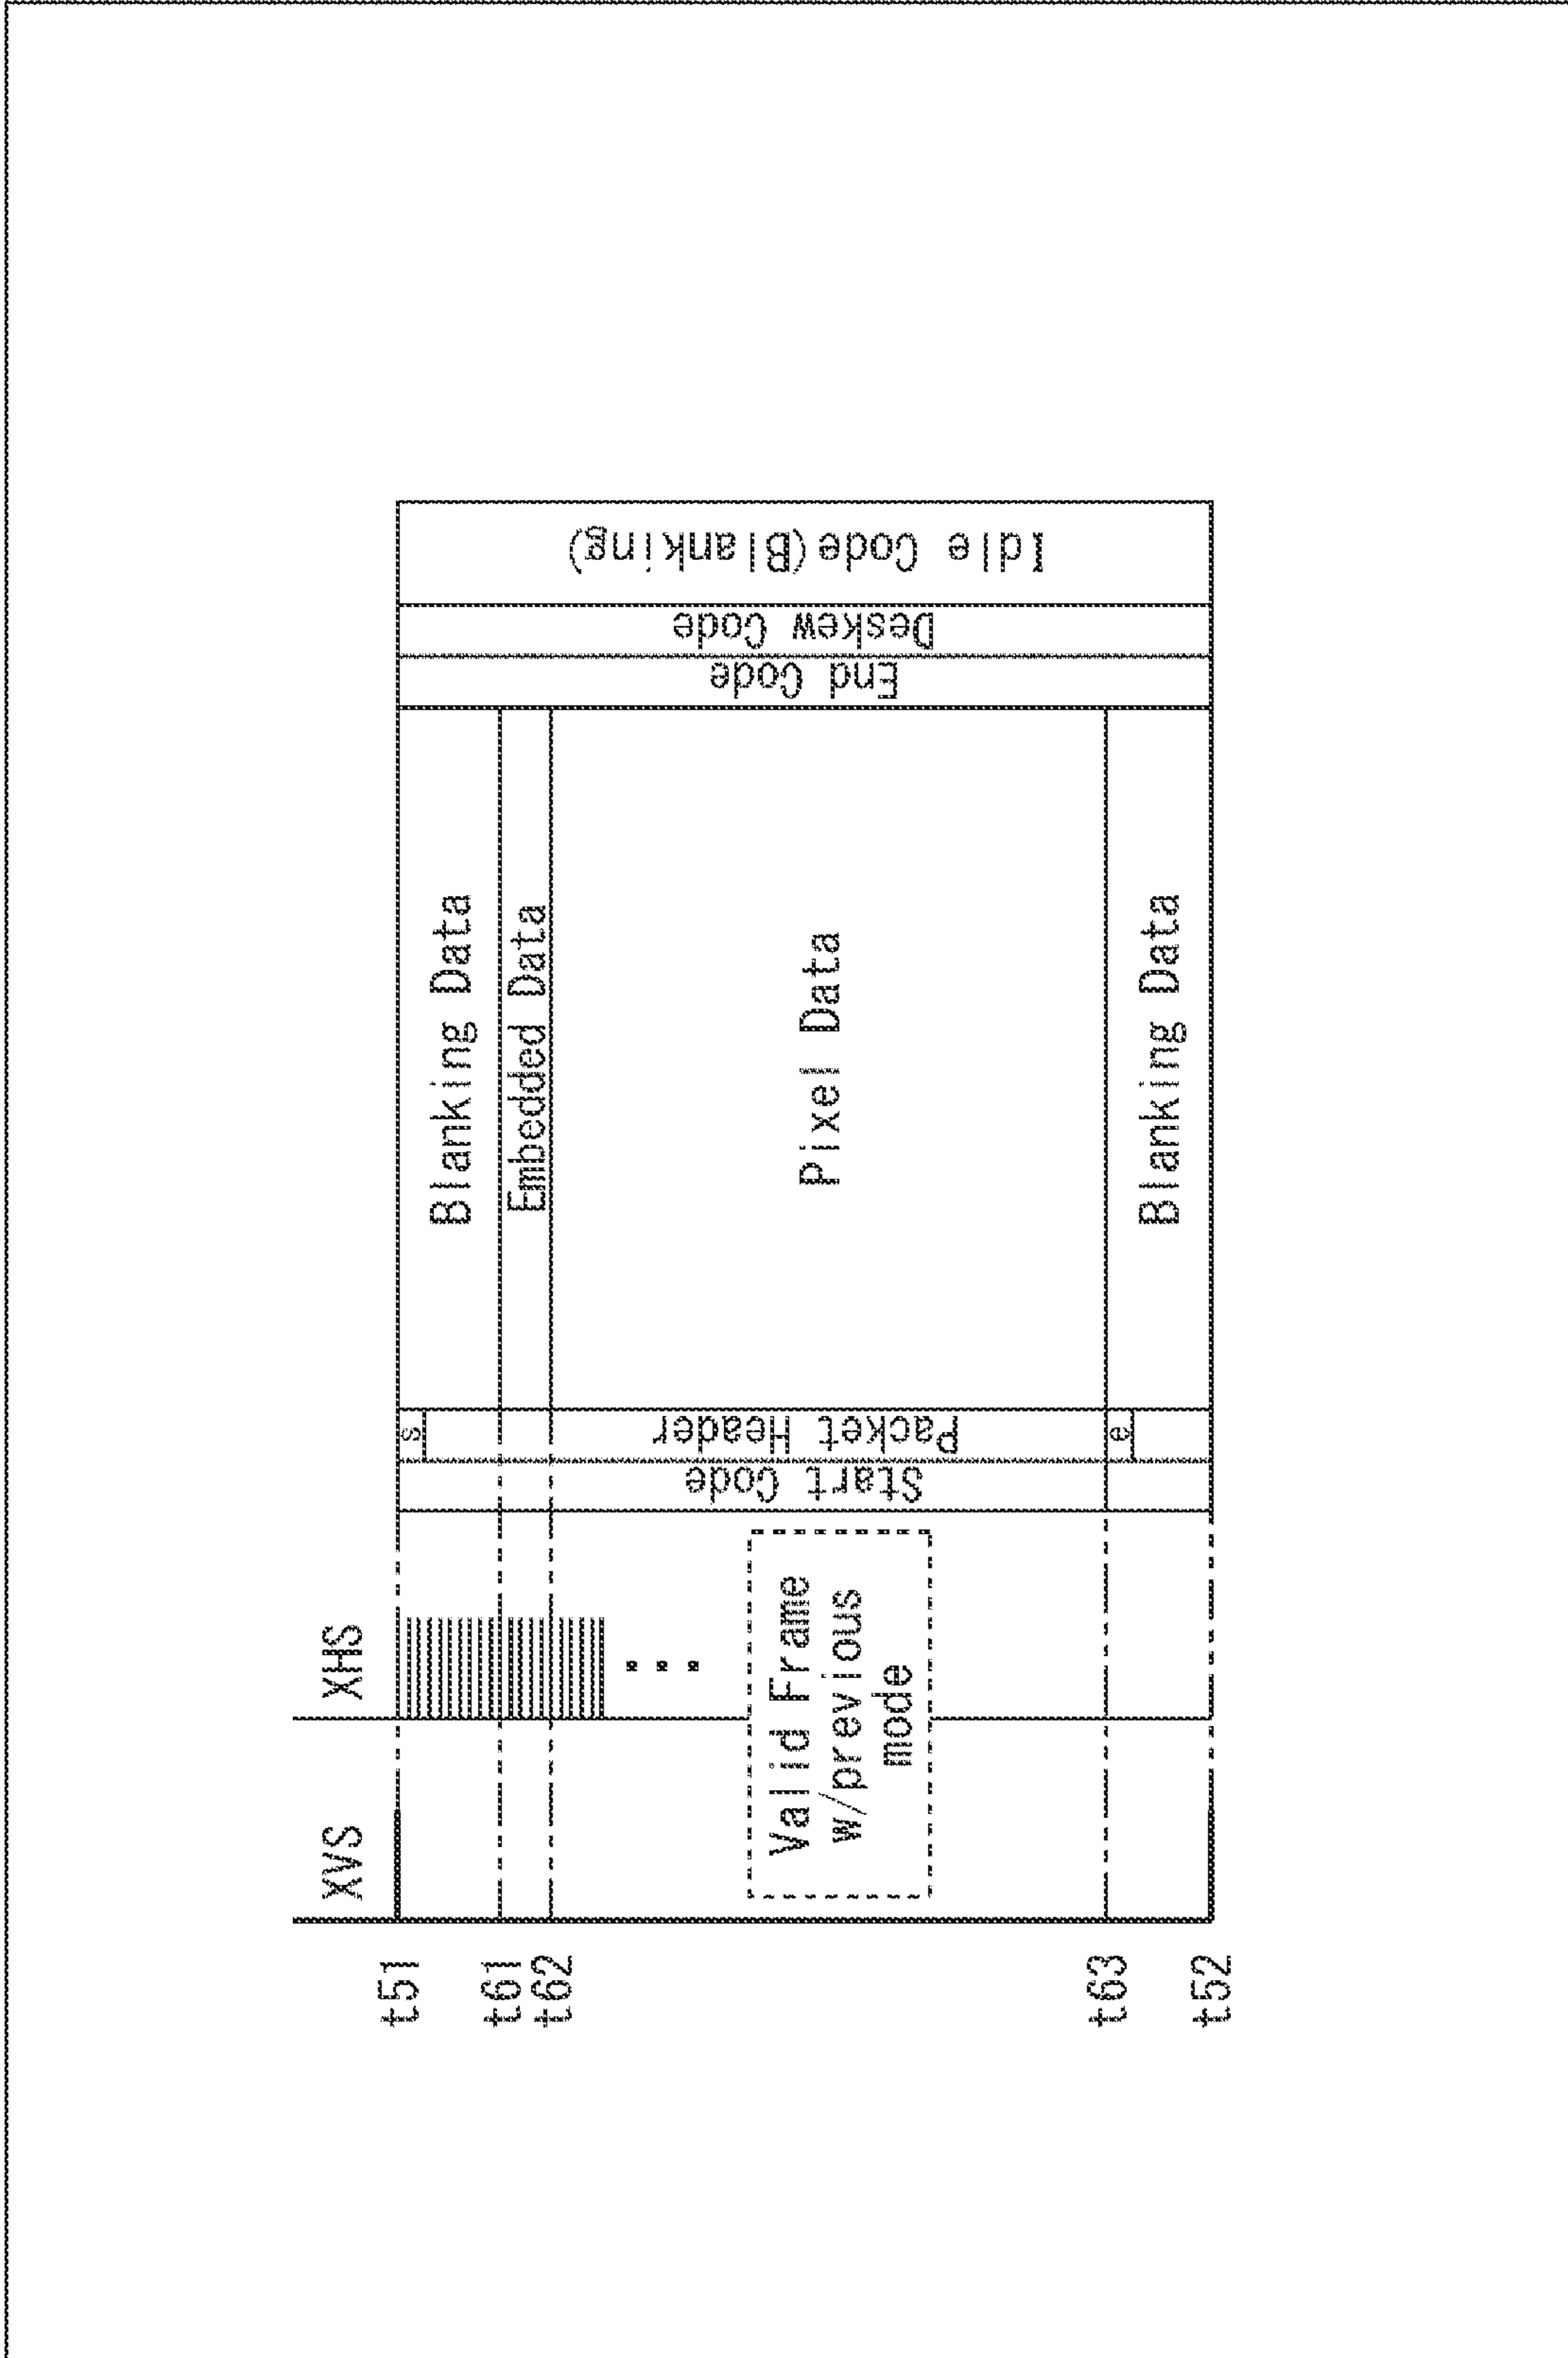 XVS
XHS
t51
t61
t62
t63
t52
Valid Frame
w/previous
mode
Start Code
s
Packet Header
e
Blanking Data
Embedded Data
Pixel Data
Blanking Data
End Code
Deskew Code
Idle Code(Blanking)